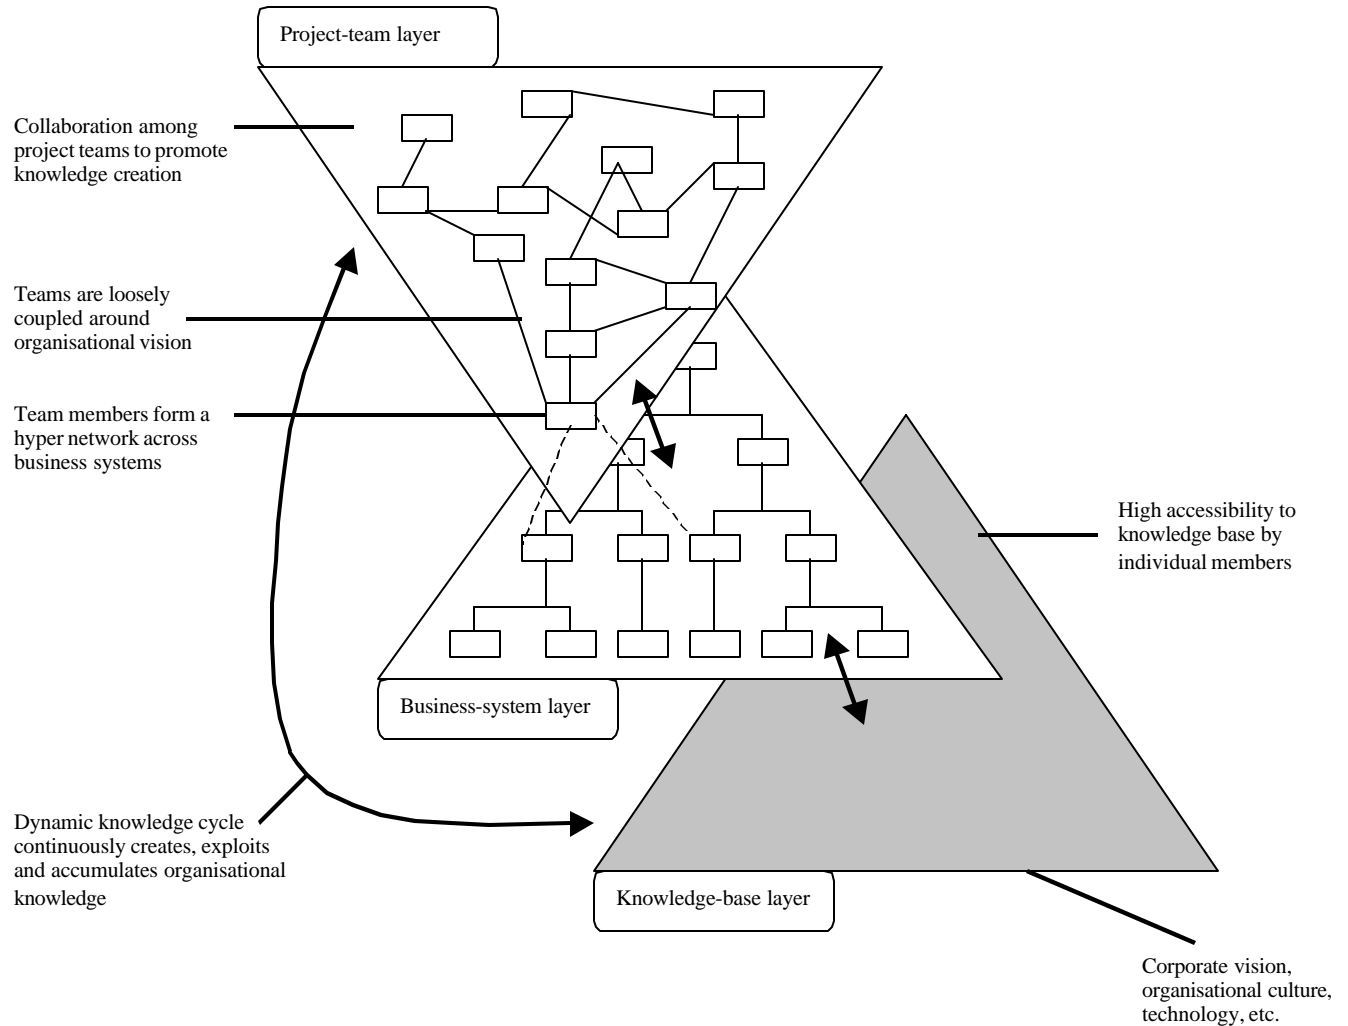 Project-team layer
Collaboration among
project teams to promote
knowledge creation
Teams are loosely
coupled around
organisational vision
Team members form a
hyper network across
business systems
High accessibility to
knowledge base by
individual members
Business-system layer
Dynamic knowledge cycle
continuously creates, exploits
and accumulates organisational
knowledge
Knowledge-base layer
Corporate vision,
organisational culture,
technology, etc.